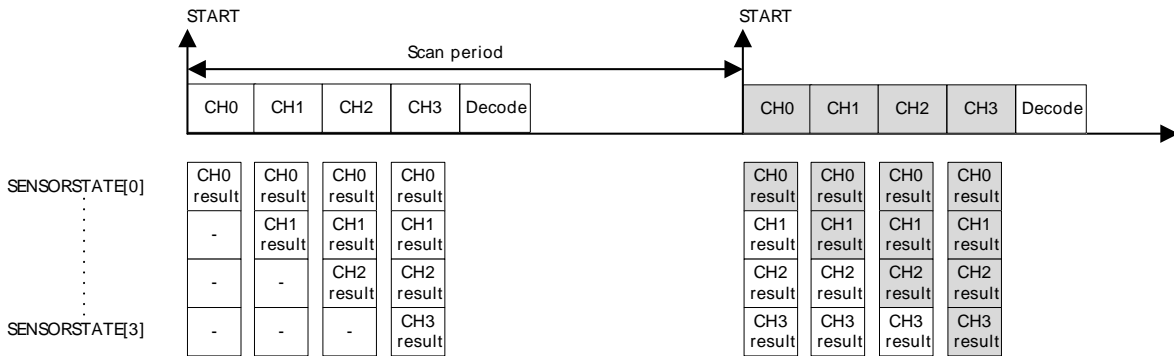 START START
Scan period
CH0 CH1 CH2 CH3 Decode CH0 CH1 CH2 CH3 Decode
SENSORSTATE[0]
CH0 CH0 CH0 CH0 CH0 CH0 CH0 CH0
result result result result result result result result
- CH1 CH1 CH1 CH1 CH1 CH1 CH1
result result result result result result result
- - CH2 CH2 CH2 CH2 CH2 CH2
result result result result result result
SENSORSTATE[3]
- - - CH3 CH3 CH3 CH3 CH3
result result result result result